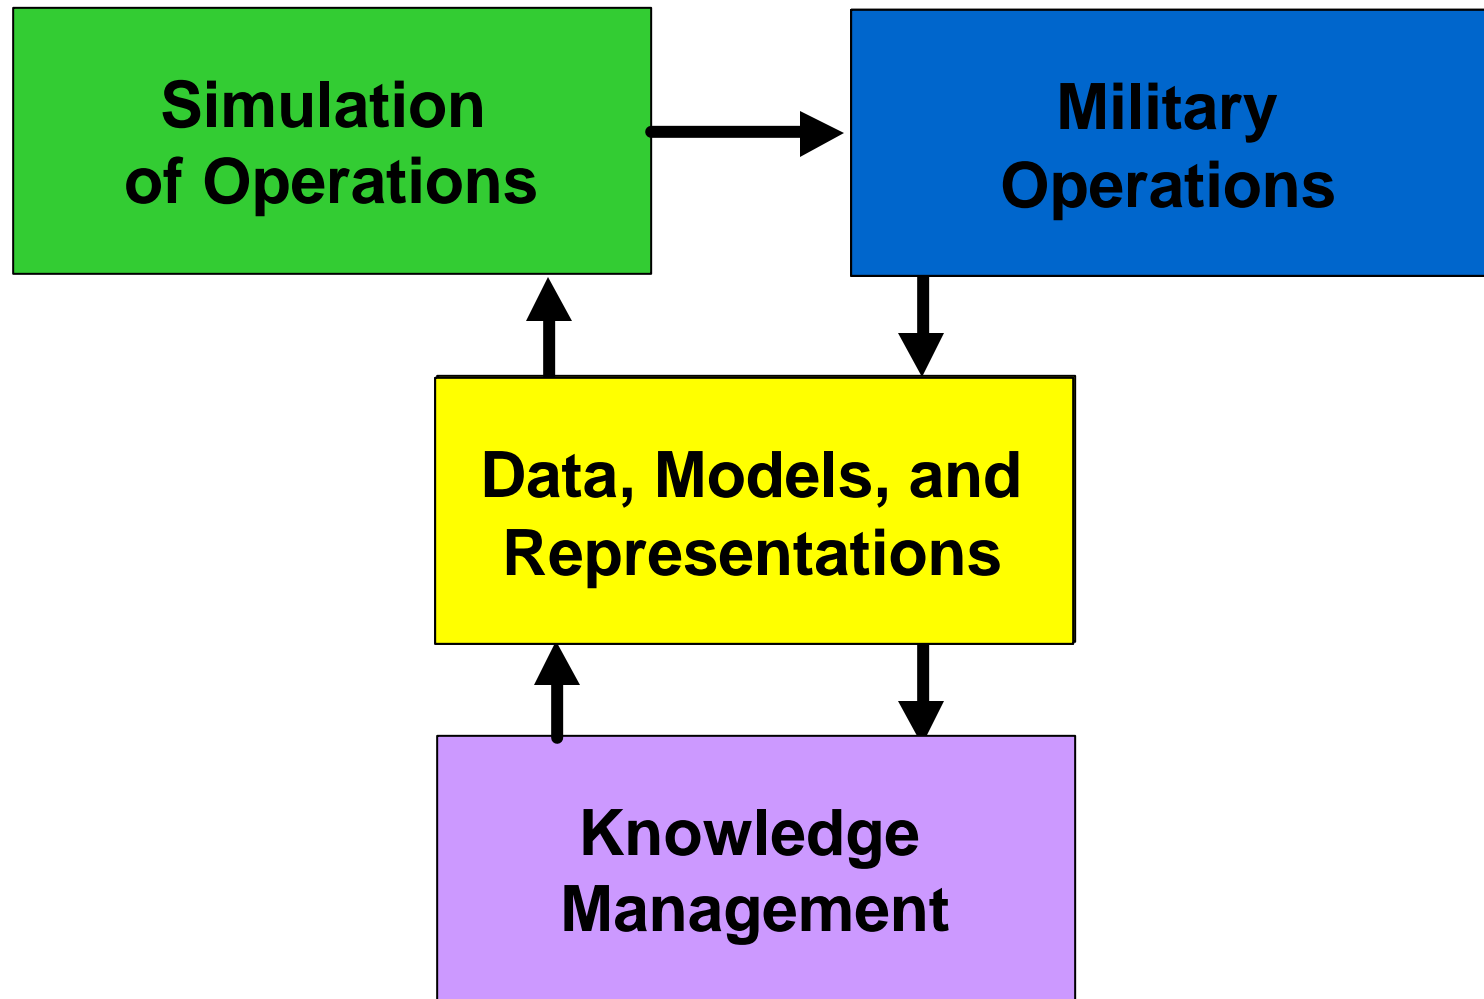 Simulation
of Operations
Military
Operations
Data, Models, and
Representations
Knowledge
Management